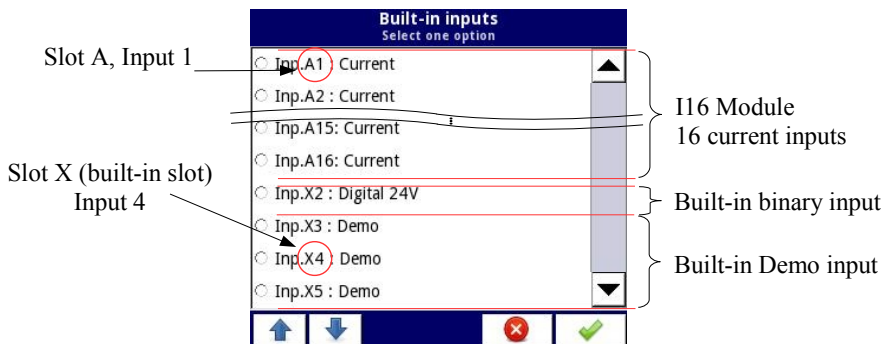 Built-in inputs
Select one option
Slot A, Input 1
Inp.A1 : Current
Inp.A2 : Current
Inp.A15: Current
Inp.A16: Current
I16 Module
16 current inputs
Slot X (built-in slot)
Input 4
Inp.X2 : Digital 24V
Built-in binary input
Inp.X3 : Demo
Inp.X4 : Demo
Inp.X5 : Demo
Built-in Demo input